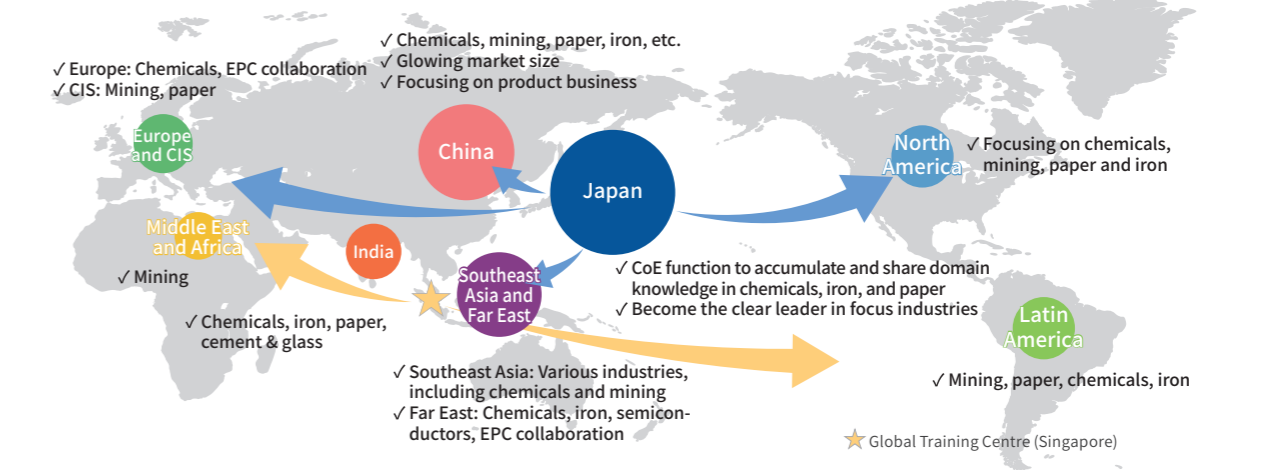 ✓ Chemicals, mining, paper, iron, etc.
✓ Glowing market size
✓ Focusing on product business
✓ Europe: Chemicals, EPC collaboration
✓ CIS: Mining, paper
Europe
and CIS
China
Japan
North
America
✓ Focusing on chemicals,
mining, paper and iron
Middle East
and Africa
✓ Mining
India
✓ Chemicals, iron, paper,
cement & glass
Southeast
Asia and
Far East
✓ CoE function to accumulate and share domain
knowledge in chemicals, iron, and paper
✓ Become the clear leader in focus industries
Latin
America
✓ Mining, paper, chemicals, iron
✓ Southeast Asia: Various industries,
including chemicals and mining
✓ Far East: Chemicals, iron, semicon-
ductors, EPC collaboration
Global Training Centre (Singapore)